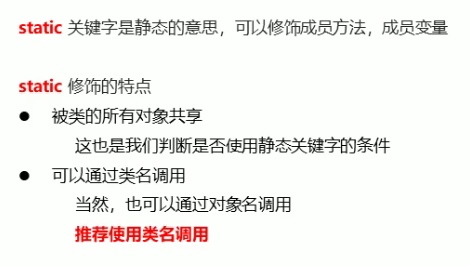 static 关键字是静态的意思，可以修饰成员方法，成员变量
static 修饰的特点
● 被类的所有对象共享
这也是我们判断是否使用静态关键字的条件
● 可以通过类名调用
当然，也可以通过对象名调用
推荐使用类名调用